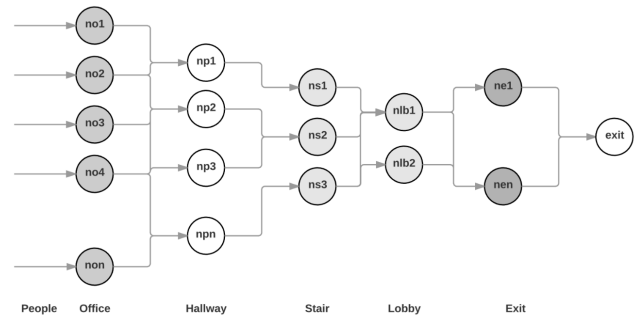 no1
no2
no3
no4
non
np1
np2
np3
npn
ns1
ns2
ns3
nlb1
nlb2
ne1
nen
exit
People Office Hallway Stair Lobby Exit